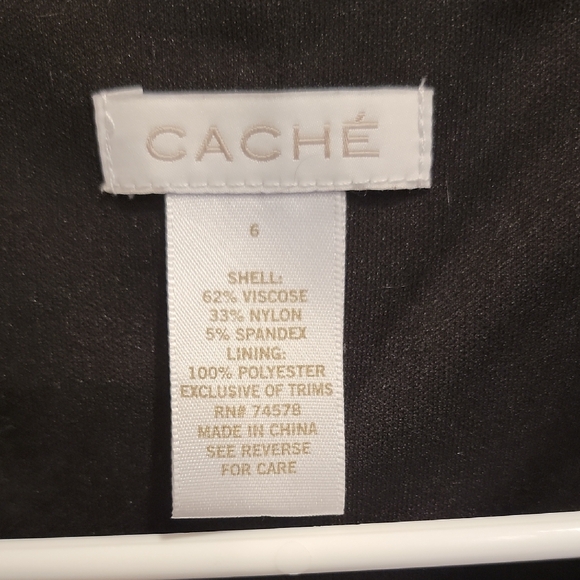 CACHÉ
6
SHELL:
62% VISCOSE
33% NYLON
5% SPANDEX
LINING:
100% POLYESTER
EXCLUSIVE OF TRIMS
RN# 74578
MADE IN CHINA
SEE REVERSE
FOR CARE